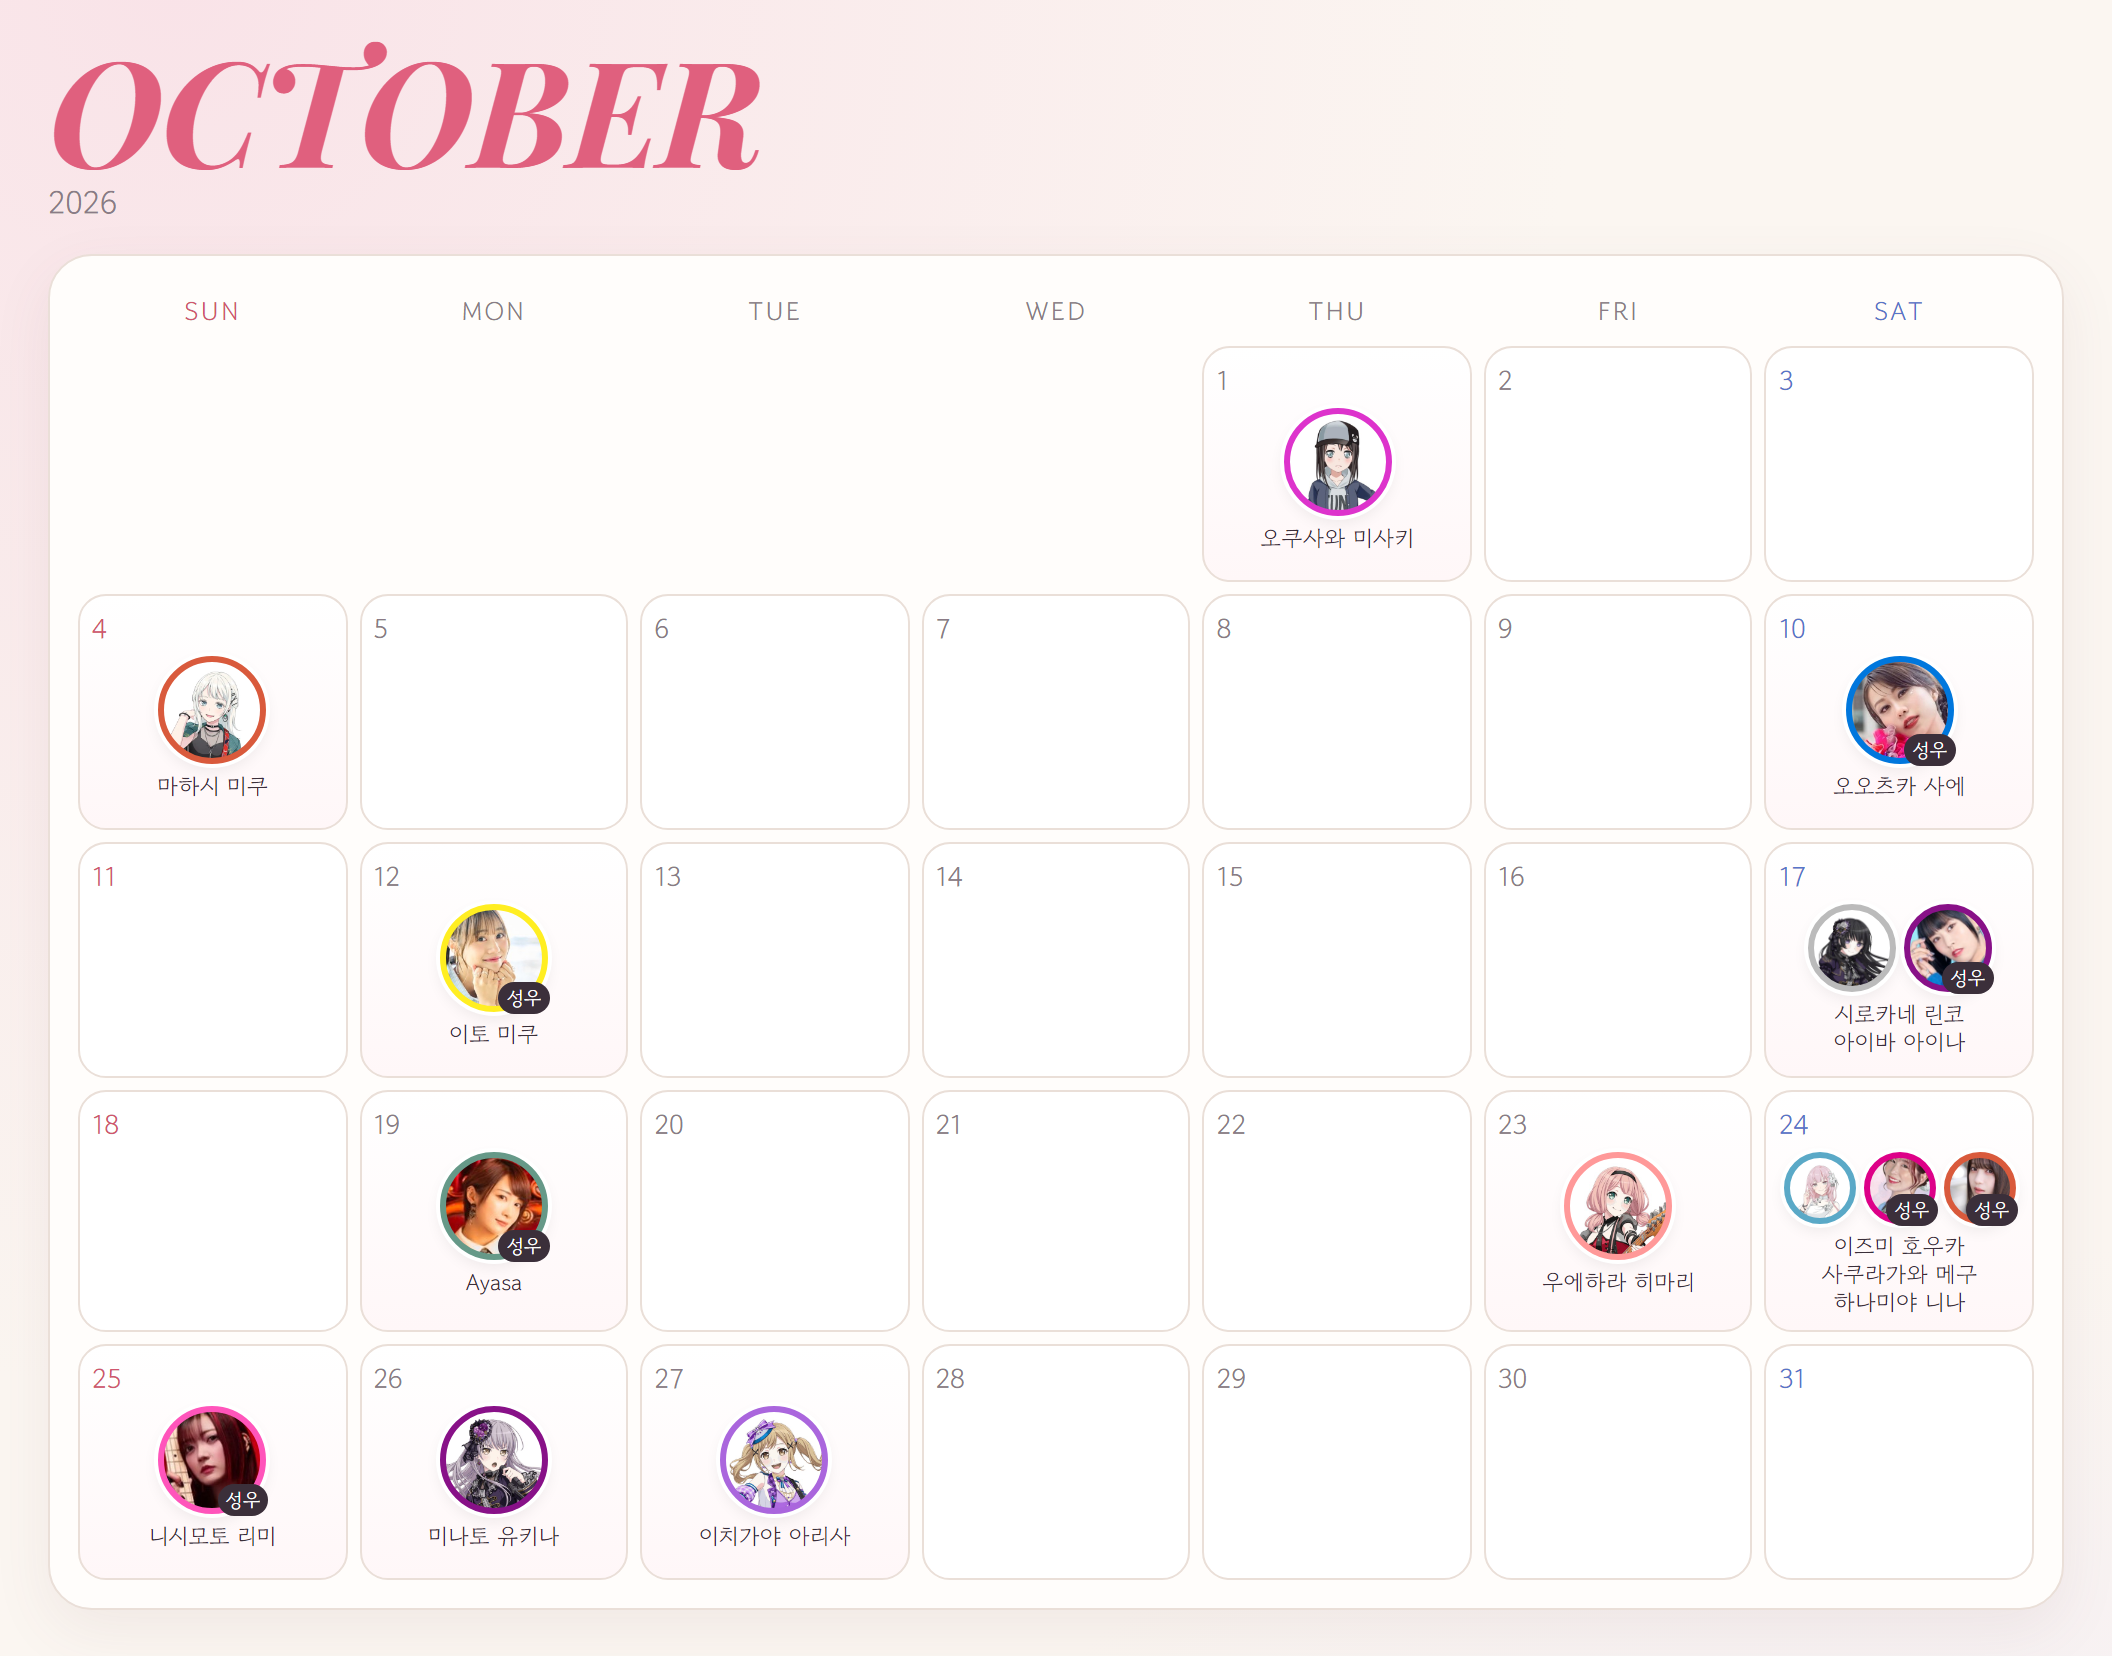 OCTOBER
2026
SUN MON TUE WED THU FRI SAT
1 2 3
오쿠사와 미사키
4 5 6 7 8 9 10
성우
마하시 미쿠 오오츠카 사에
11 12 13 14 15 16 17
성우 성우
이토 미쿠 시로카네 린코
아이바 아이나
18 19 20 21 22 23 24
성우 성우 성우
Ayasa 우에하라 히마리 이즈미 호우카
사쿠라가와 메구
하나미야 니나
25 26 27 28 29 30 31
성우
니시모토 리미 미나토 유키나 이치가야 아리사